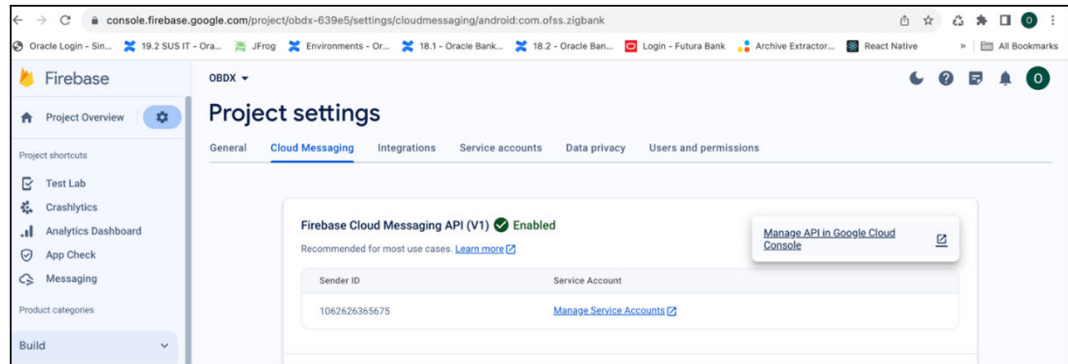 console.firebase.google.com/project/obdx-639e5/settings/cloudmessaging/android:com.ofss.zigbank
O
Oracle Login - Sin... 19.2 SUS IT - Ora... JFrog Environments - Or... 18.1 - Oracle Bank... 18.2 - Oracle Ban... Login - Futura Bank Archive Extractor... React Native » All Bookmarks
Firebase
OBDX
O
Project Overview
Project settings
General Cloud Messaging Integrations Service accounts Data privacy Users and permissions
Project shortcuts
Test Lab
Crashlytics
Analytics Dashboard
App Check
Messaging
Product categories
Build
Firebase Cloud Messaging API (V1) Enabled
Recommended for most use cases. Learn more
Manage API in Google Cloud
Console
Sender ID Service Account
1062626365675 Manage Service Accounts